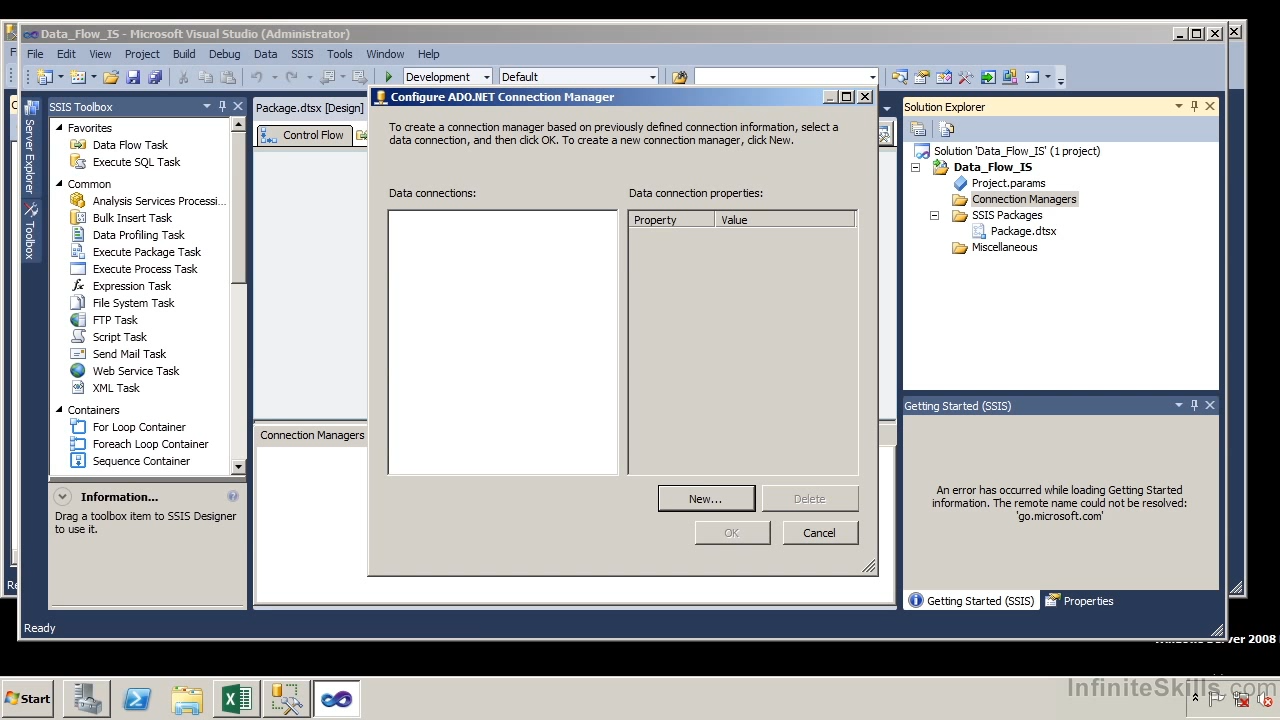 Data_Flow_IS - Microsoft Visual Studio (Administrator)
File Edit View Project Build Debug Data SSIS Tools Window Help
Development Default
SSIS Toolbox
Favorites
Data Flow Task
Execute SQL Task
Common
Analysis Services Processi...
Bulk Insert Task
Data Profiling Task
Execute Package Task
Execute Process Task
Expression Task
File System Task
FTP Task
Script Task
Send Mail Task
Web Service Task
XML Task
Containers
For Loop Container
Foreach Loop Container
Sequence Container
Information...
Drag a toolbox item to SSIS Designer
to use it.
Server Explorer
Toolbox
Package.dtsx [Design]
Control Flow
Connection Managers
Configure ADO.NET Connection Manager
To create a connection manager based on previously defined connection information, select a
data connection, and then click OK. To create a new connection manager, click New.
Data connections:
Data connection properties:
Property Value
New... Delete
OK Cancel
Solution Explorer
Solution 'Data_Flow_IS' (1 project)
Data_Flow_IS
Project.params
Connection Managers
SSIS Packages
Package.dtsx
Miscellaneous
Getting Started (SSIS)
An error has occurred while loading Getting Started
information. The remote name could not be resolved:
'go.microsoft.com'
Getting Started (SSIS) Properties
Ready
Server 2008
Start
InfiniteSkills.com